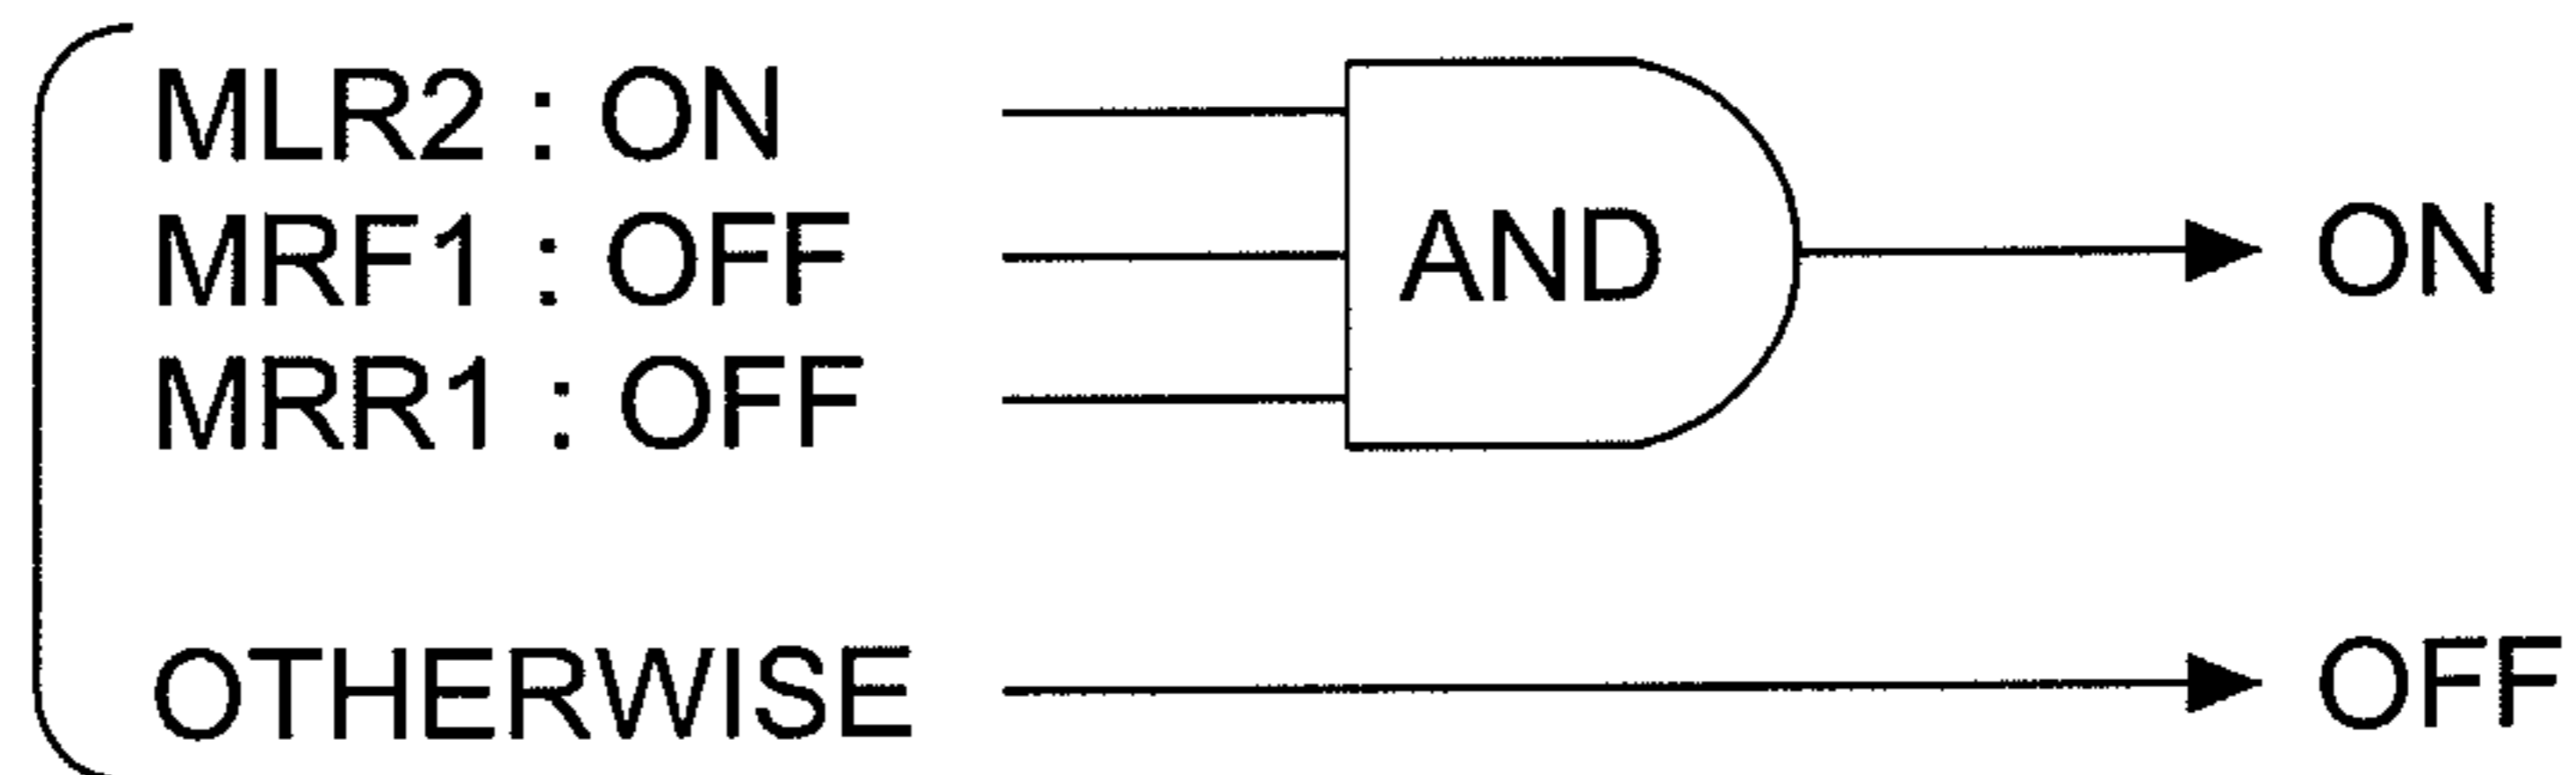 MLR2 : ON
MRF1 : OFF
MRR1 : OFF
AND
ON
OTHERWISE
OFF